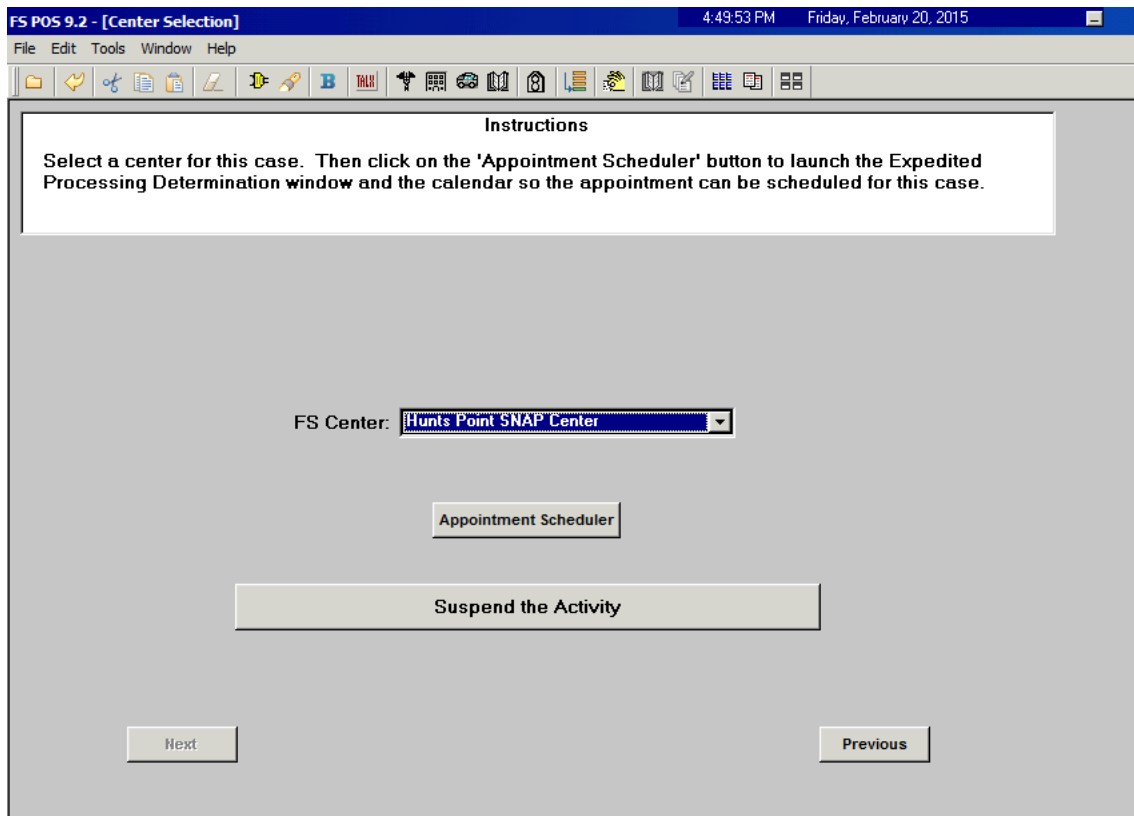 FS POS 9.2 - [Center Selection] 4:49:53 PM Friday, February 20, 2015
File Edit Tools Window Help
B TALX
Instructions
Select a center for this case. Then click on the 'Appointment Scheduler' button to launch the Expedited
Processing Determination window and the calendar so the appointment can be scheduled for this case.
FS Center: Hunts Point SNAP Center
Appointment Scheduler
Suspend the Activity
Next Previous